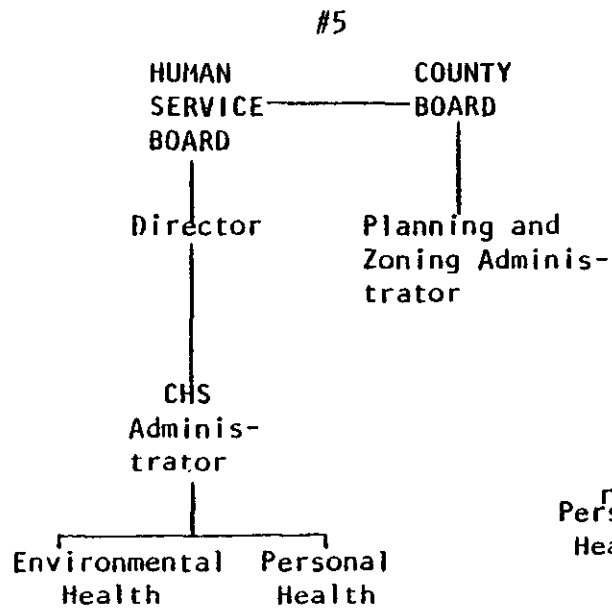 #5
HUMAN
SERVICE
BOARD
COUNTY
BOARD
Director
Planning and
Zoning Adminis-
trator
CHS
Adminis-
trator
Environmental
Health
Personal
Health